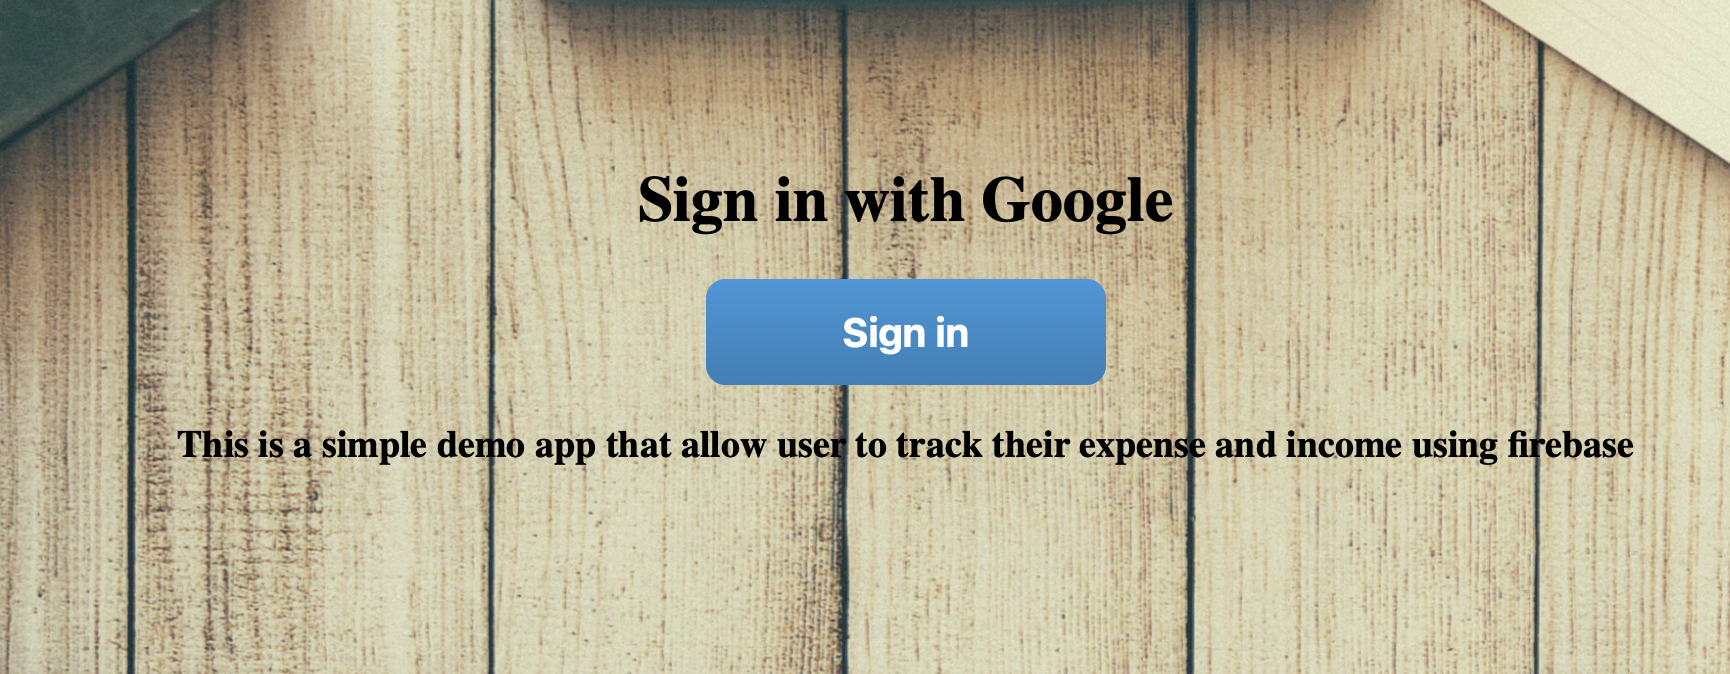 Sign in with Google
Sign in
This is a simple demo app that allow user to track their expense and income using firebase